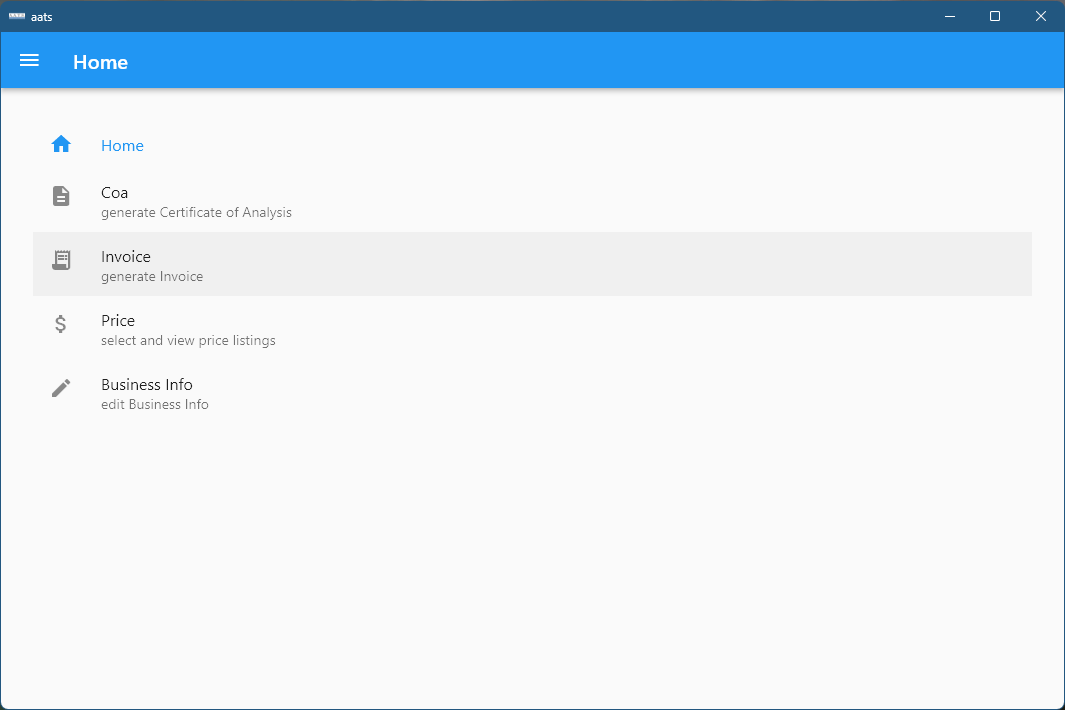 aats
Home
Home
Coa
generate Certificate of Analysis
Invoice
generate Invoice
Price
select and view price listings
Business Info
edit Business Info